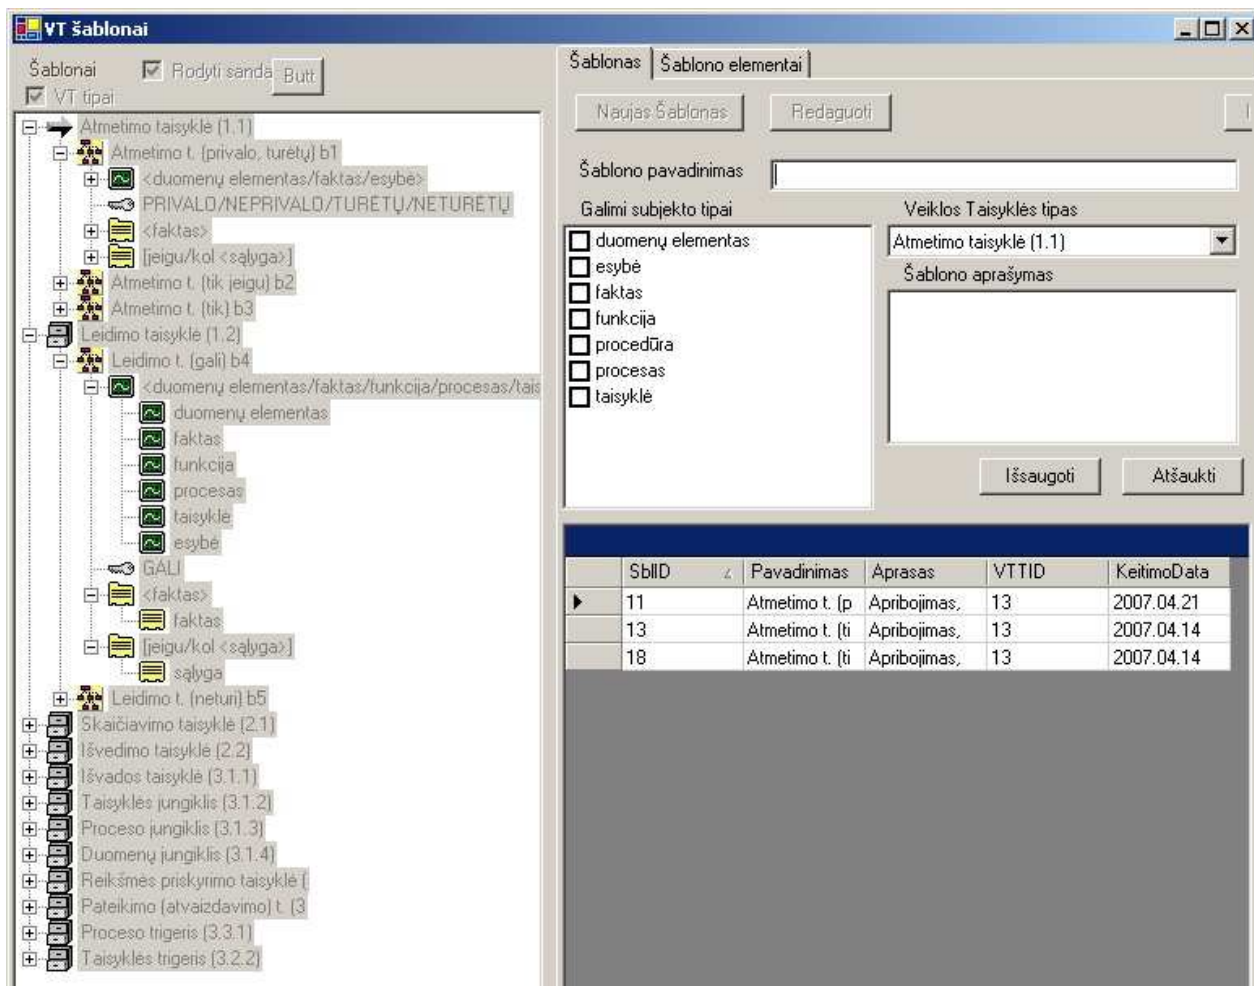 VT šablonai
Šablonai
Rodyti sanda
Butt
VT tipai
Atmetimo taisyklė (1.1)
Atmetimo t. (privalo, turėtų) b1
<duomenų elementas/faktas/esybė>
PRIVALO/NEPRIVALO/TURĖTŲ/NETURĖTŲ
<faktas>
[jeigu/kol <sąlyga>]
Atmetimo t. (tik jeigu) b2
Atmetimo t. (tik) b3
Leidimo taisyklė (1.2)
Leidimo t. (gali) b4
<duomenų elementas/faktas/funkcija/procesas/tais
duomenų elementas
faktas
funkcija
procesas
taisyklė
esybė
GALI
<faktas>
faktas
[jeigu/kol <sąlyga>]
sąlyga
Leidimo t. (neturi) b5
Skaičiavimo taisyklė (2.1)
Išvedimo taisyklė (2.2)
Išvados taisyklė (3.1.1)
Taisyklės jungiklis (3.1.2)
Proceso jungiklis (3.1.3)
Duomenų jungiklis (3.1.4)
Reikšmės priskyrimo taisyklė (
Pateikimo (atvaizdavimo) t. (3
Proceso trigeris (3.3.1)
Taisyklės trigeris (3.2.2)
Šablonas
Šablono elementai
Naujas Šablonas
Redaguoti
Šablono pavadinimas
Galimi subjekto tipai
duomenų elementas
esybė
faktas
funkcija
procedūra
procesas
taisyklė
Veiklos Taisyklės tipas
Atmetimo taisyklė (1.1)
Šablono aprašymas
Išsaugoti
Atšaukti
SblID Pavadinimas Aprasas VTTID KeitimoData
11 Atmetimo t. (p Apribojimas, 13 2007.04.21
13 Atmetimo t. (ti Apribojimas, 13 2007.04.14
18 Atmetimo t. (ti Apribojimas, 13 2007.04.14